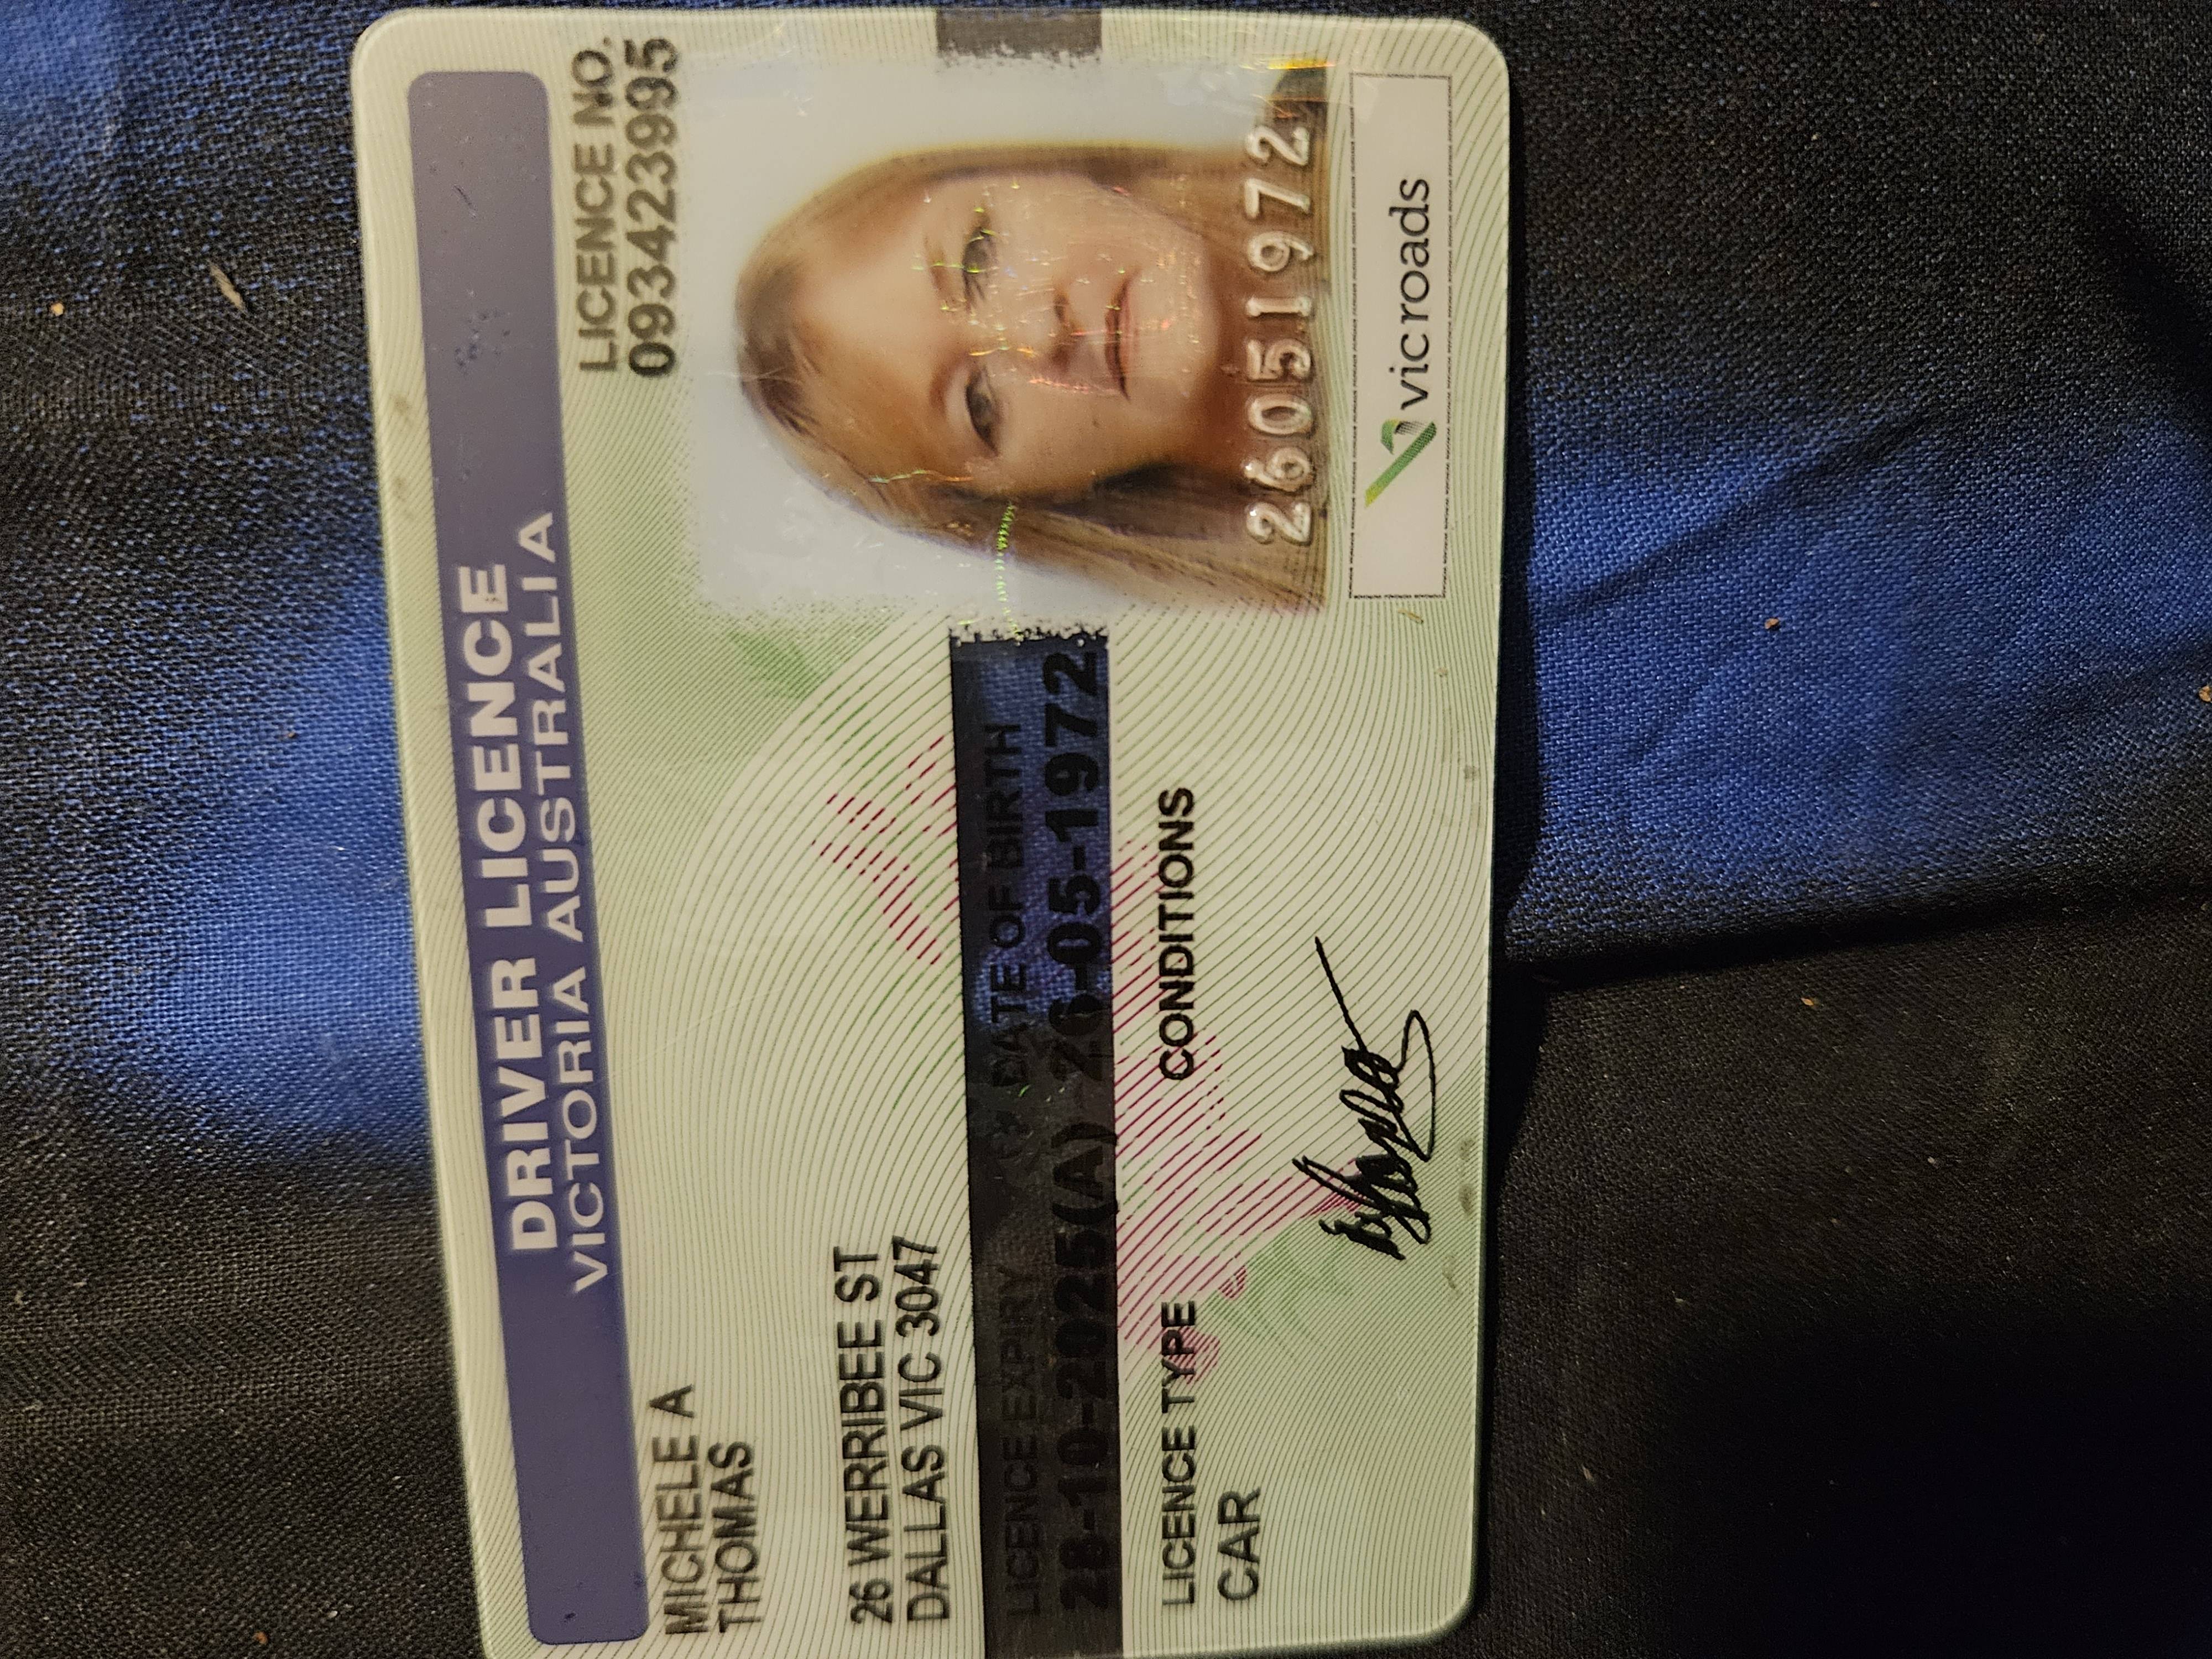 DRIVER LICENCE
VICTORIA AUSTRALIA
LICENCE NO.
093423995
MICHELE A
THOMAS
26 WERRIBEE ST
DALLAS VIC 3047
LICENCE EXPIRY DATE OF BIRTH
28-10-2025(A) 26-05-1972
LICENCE TYPE CONDITIONS
CAR
26051972
vicroads